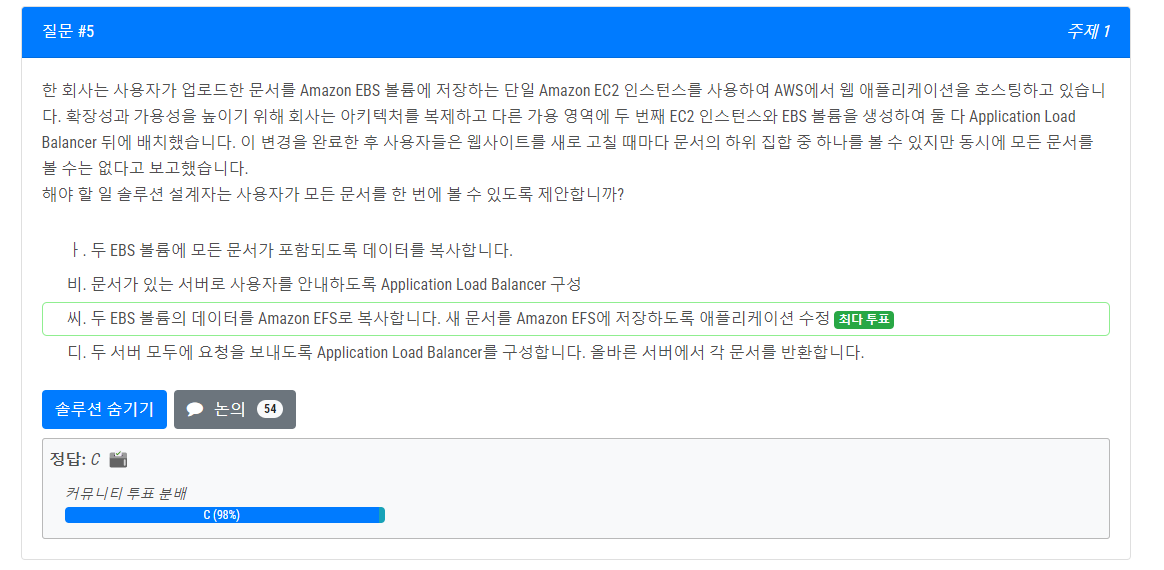 질문 #5
주제 1
한 회사는 사용자가 업로드한 문서를 Amazon EBS 볼륨에 저장하는 단일 Amazon EC2 인스턴스를 사용하여 AWS에서 웹 애플리케이션을 호스팅하고 있습니
다. 확장성과 가용성을 높이기 위해 회사는 아키텍처를 복제하고 다른 가용 영역에 두 번째 EC2 인스턴스와 EBS 볼륨을 생성하여 둘 다 Application Load
Balancer 뒤에 배치했습니다. 이 변경을 완료한 후 사용자들은 웹사이트를 새로 고칠 때마다 문서의 하위 집합 중 하나를 볼 수 있지만 동시에 모든 문서를
볼 수는 없다고 보고했습니다.
해야 할 일 솔루션 설계자는 사용자가 모든 문서를 한 번에 볼 수 있도록 제안합니까?
ㅏ. 두 EBS 볼륨에 모든 문서가 포함되도록 데이터를 복사합니다.
비. 문서가 있는 서버로 사용자를 안내하도록 Application Load Balancer 구성
씨. 두 EBS 볼륨의 데이터를 Amazon EFS로 복사합니다. 새 문서를 Amazon EFS에 저장하도록 애플리케이션 수정 최다 투표
디. 두 서버 모두에 요청을 보내도록 Application Load Balancer를 구성합니다. 올바른 서버에서 각 문서를 반환합니다.
솔루션 숨기기
논의 54
정답: C
커뮤니티 투표 분배
C (98%)